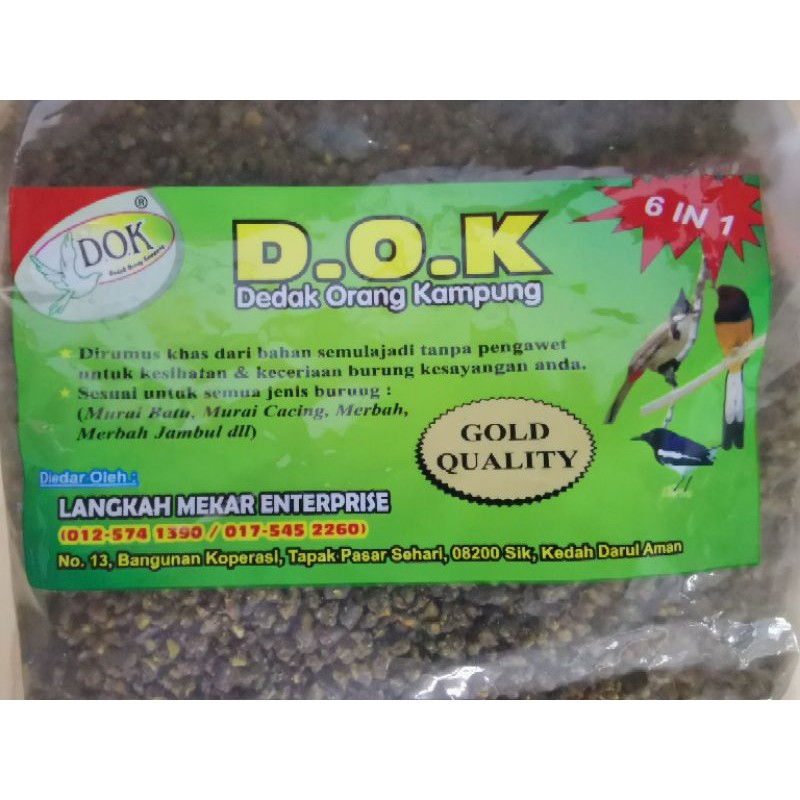 ®
DOK
Dedak Orang Kampung
D.O.K
Dedak Orang Kampung
6 IN 1
Dirumus khas dari bahan semulajadi tanpa pengawet
untuk kesihatan & keceriaan burung kesayangan anda.
Sesuai untuk semua jenis burung :
(Murai Batu, Murai Cacing, Merbah,
Merbah Jambul dll)
GOLD
QUALITY
Diedar Oleh :
LANGKAH MEKAR ENTERPRISE
(012-574 1390 / 017-545 2260)
No. 13, Bangunan Koperasi, Tapak Pasar Sehari, 08200 Sik, Kedah Darul Aman